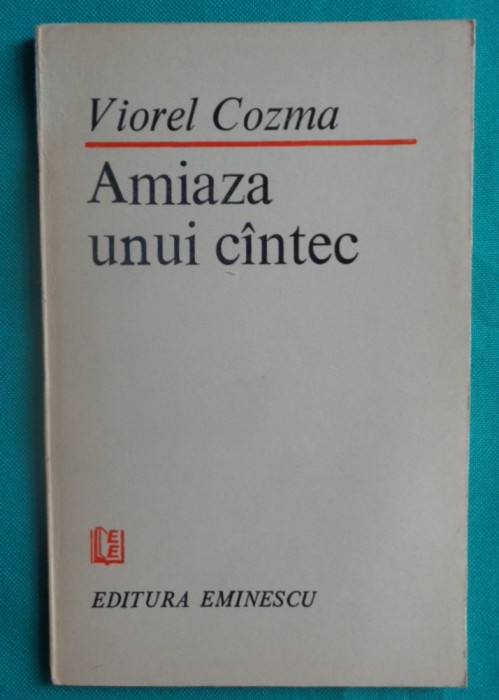 Viorel Cozma
Amiaza
unui cîntec
E
E
EDITURA EMINESCU